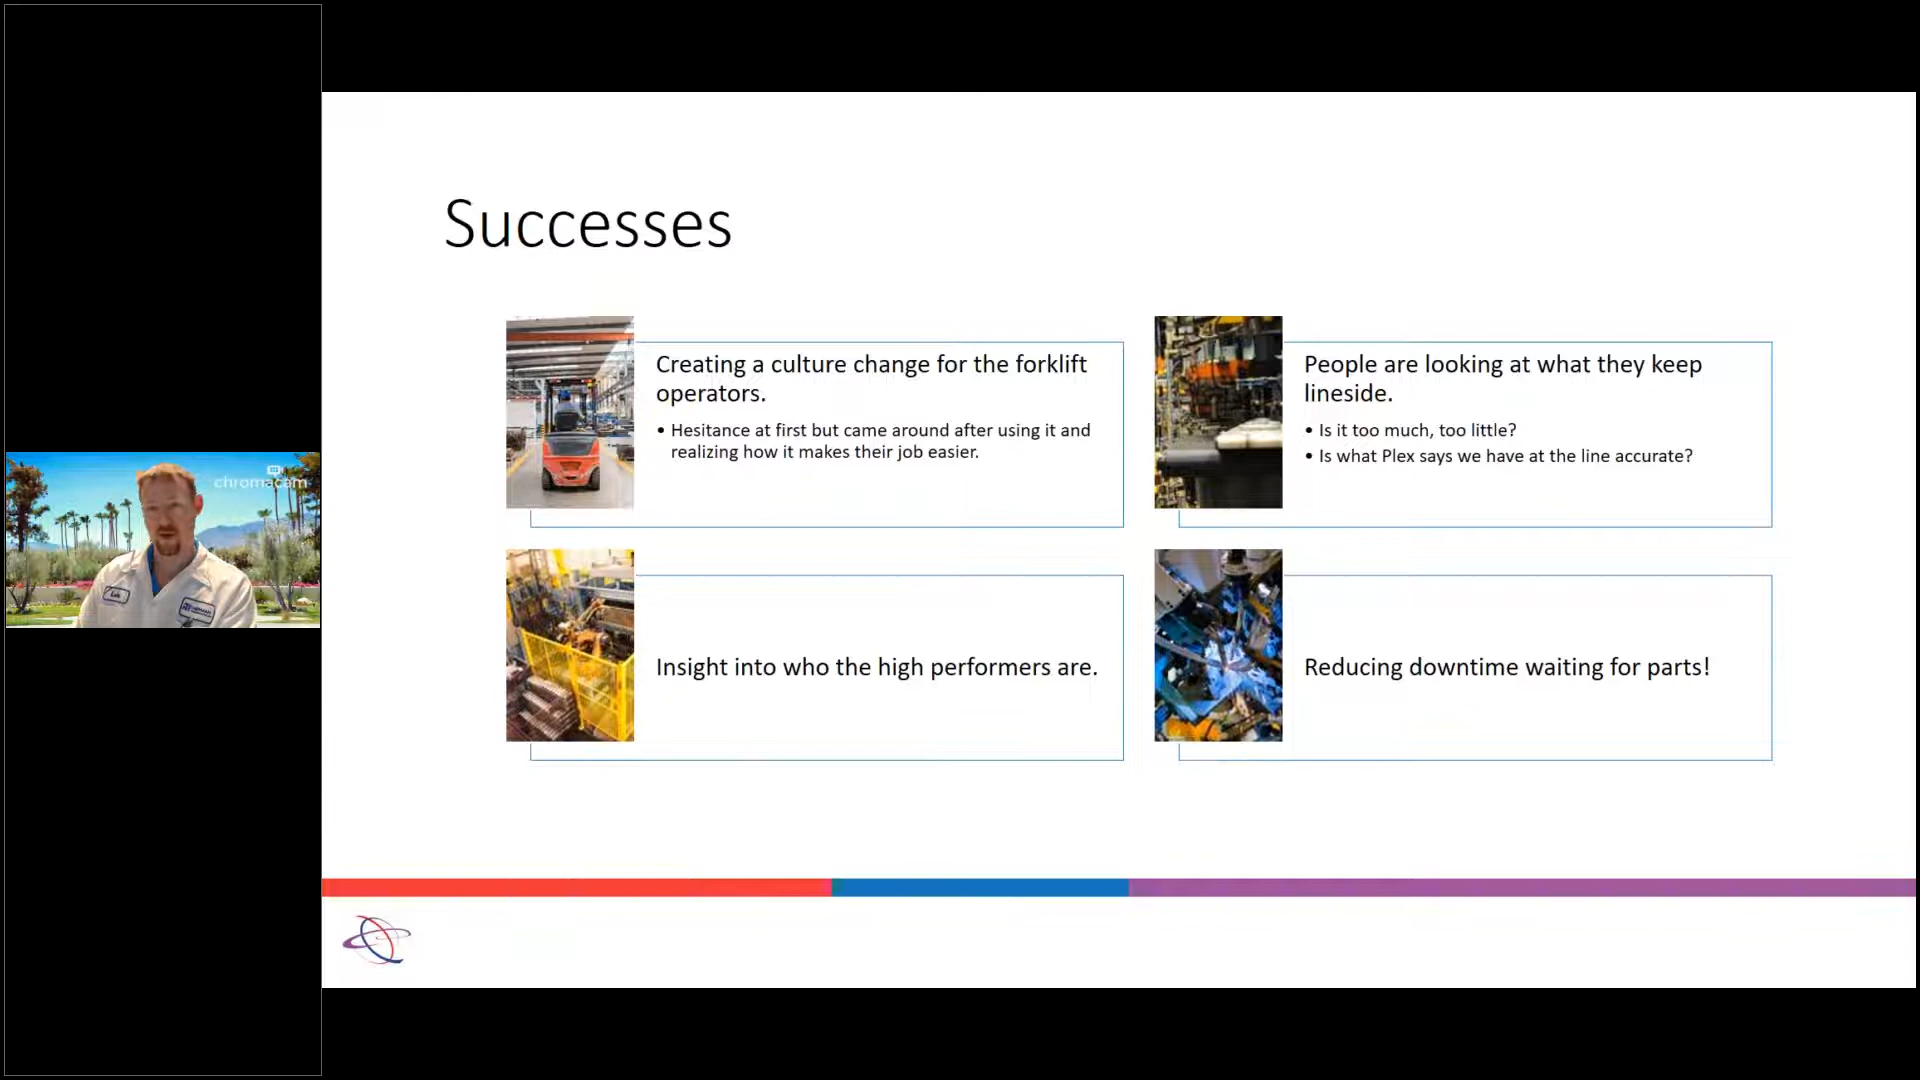 Successes
Creating a culture change for the forklift
operators.
• Hesitance at first but came around after using it and
realizing how it makes their job easier.
People are looking at what they keep
lineside.
• Is it too much, too little?
• Is what Plex says we have at the line accurate?
Insight into who the high performers are.
Reducing downtime waiting for parts!
chromacam